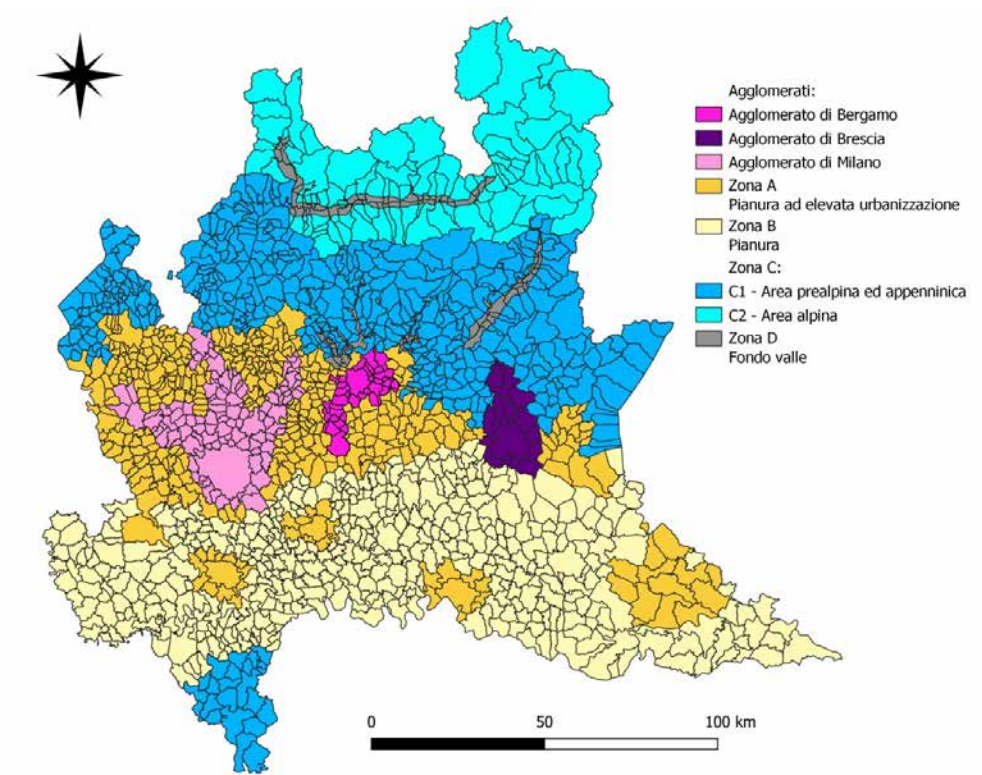 Agglomerati:
Agglomerato di Bergamo
Agglomerato di Brescia
Agglomerato di Milano
Zona A
Pianura ad elevata urbanizzazione
Zona B
Pianura
Zona C:
C1 - Area prealpina ed appenninica
C2 - Area alpina
Zona D
Fondo valle
0 50 100 km